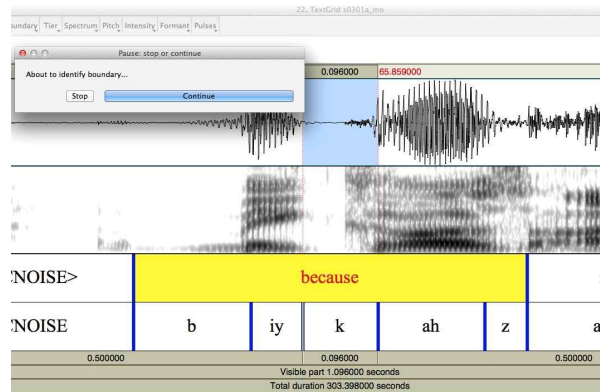 22. TextGrid s0301a_mo
oundary Tier Spectrum Pitch Intensity Formant Pulses
Pause: stop or continue
About to identify boundary...
Stop Continue
0.096000 65.859000
NOISE> because
NOISE b iy k ah z a
0.500000 0.096000 0.500000
Visible part 1.096000 seconds
Total duration 303.398000 seconds